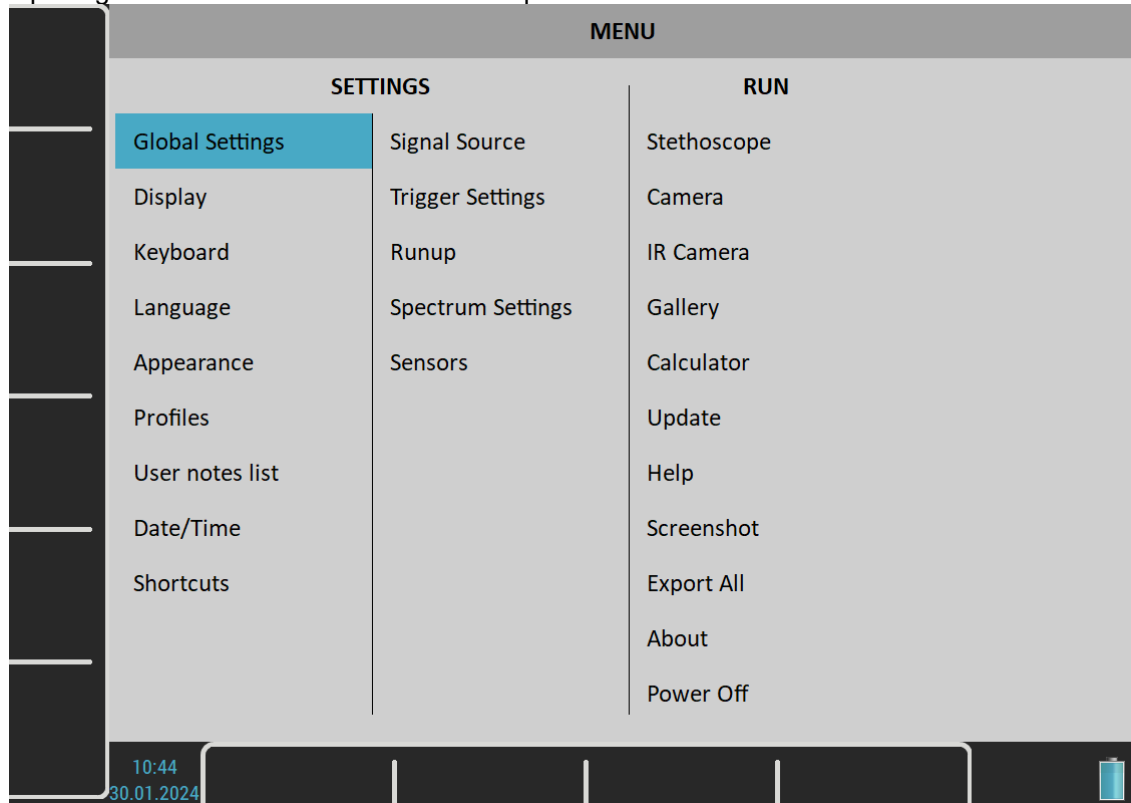 MENU
SETTINGS
RUN
Global Settings
Display
Keyboard
Language
Appearance
Profiles
User notes list
Date/Time
Shortcuts
Signal Source
Trigger Settings
Runup
Spectrum Settings
Sensors
Stethoscope
Camera
IR Camera
Gallery
Calculator
Update
Help
Screenshot
Export All
About
Power Off
10:44
30.01.2024